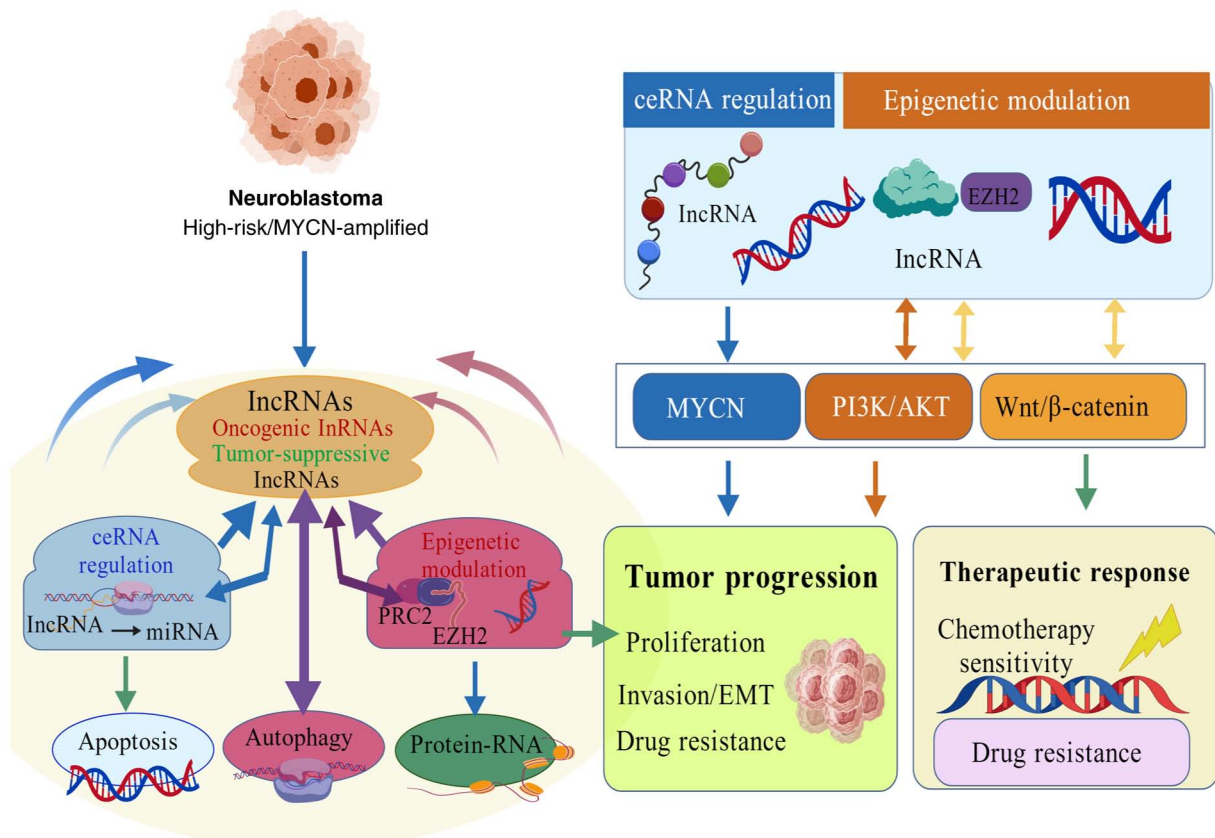 Neuroblastoma
High-risk/MYCN-amplified
lncRNAs
Oncogenic InRNAs
Tumor-suppressive
lncRNAs
ceRNA
regulation
lncRNA → miRNA
Epigenetic
modulation
PRC2
EZH2
Apoptosis
Autophagy
Protein-RNA
ceRNA regulation
Epigenetic modulation
lncRNA
EZH2
lncRNA
MYCN
PI3K/AKT
Wnt/β-catenin
Tumor progression
Proliferation
Invasion/EMT
Drug resistance
Therapeutic response
Chemotherapy
sensitivity
Drug resistance